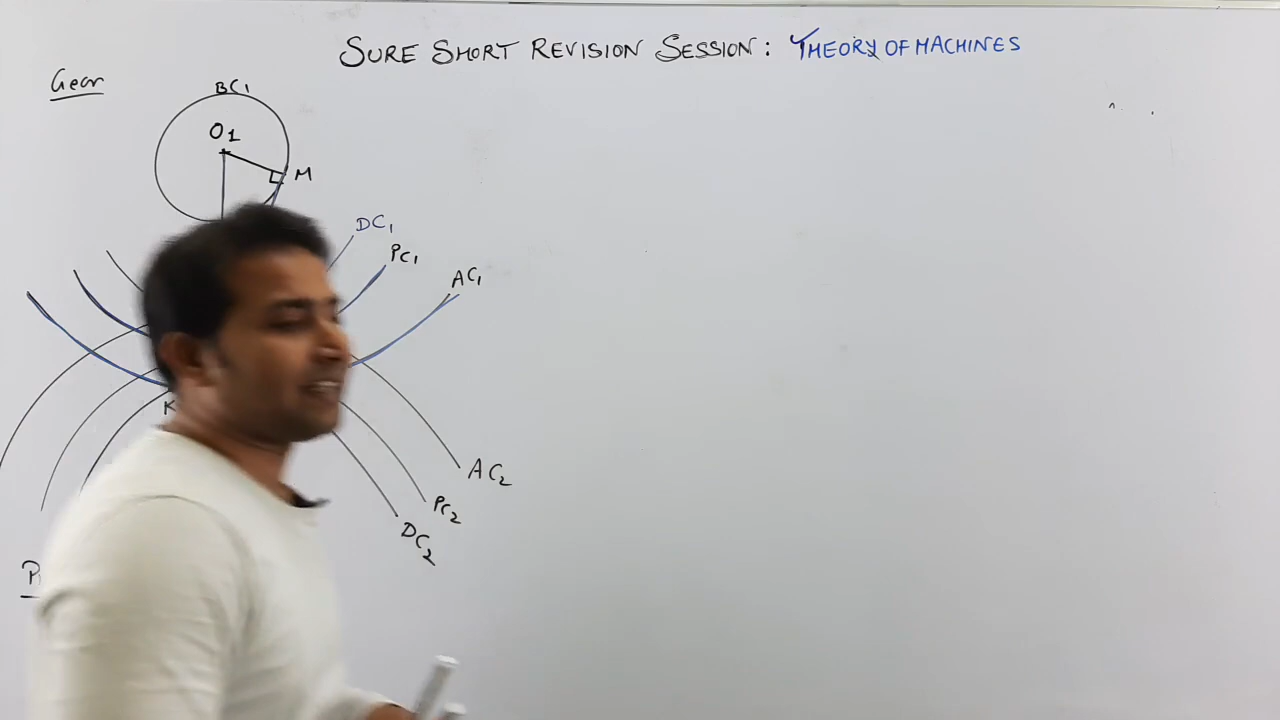 SURE SHORT REVISION SESSION: THEORY OF MACHINES
Gear
BC1
O1
M
DC1
PC1
AC1
K
AC2
PC2
DC2